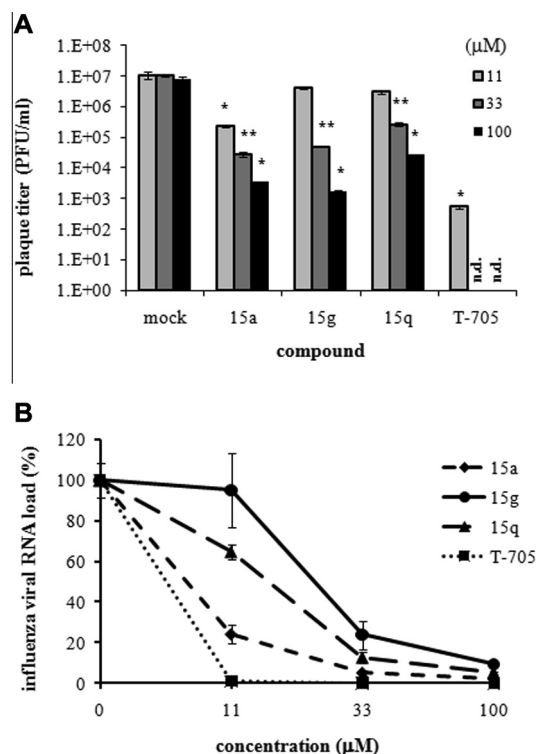 A
plaque titer (PFU/ml)
1.E+08
1.E+07
1.E+06
1.E+05
1.E+04
1.E+03
1.E+02
1.E+01
1.E+00
(μM)
11
33
100
*
**
*
**
*
**
*
*
n.d.
n.d.
mock 15a 15g 15q T-705
compound
B
influenza viral RNA load (%)
120
100
80
60
40
20
0
15a
15g
15q
T-705
0 11 33 100
concentration (μM)